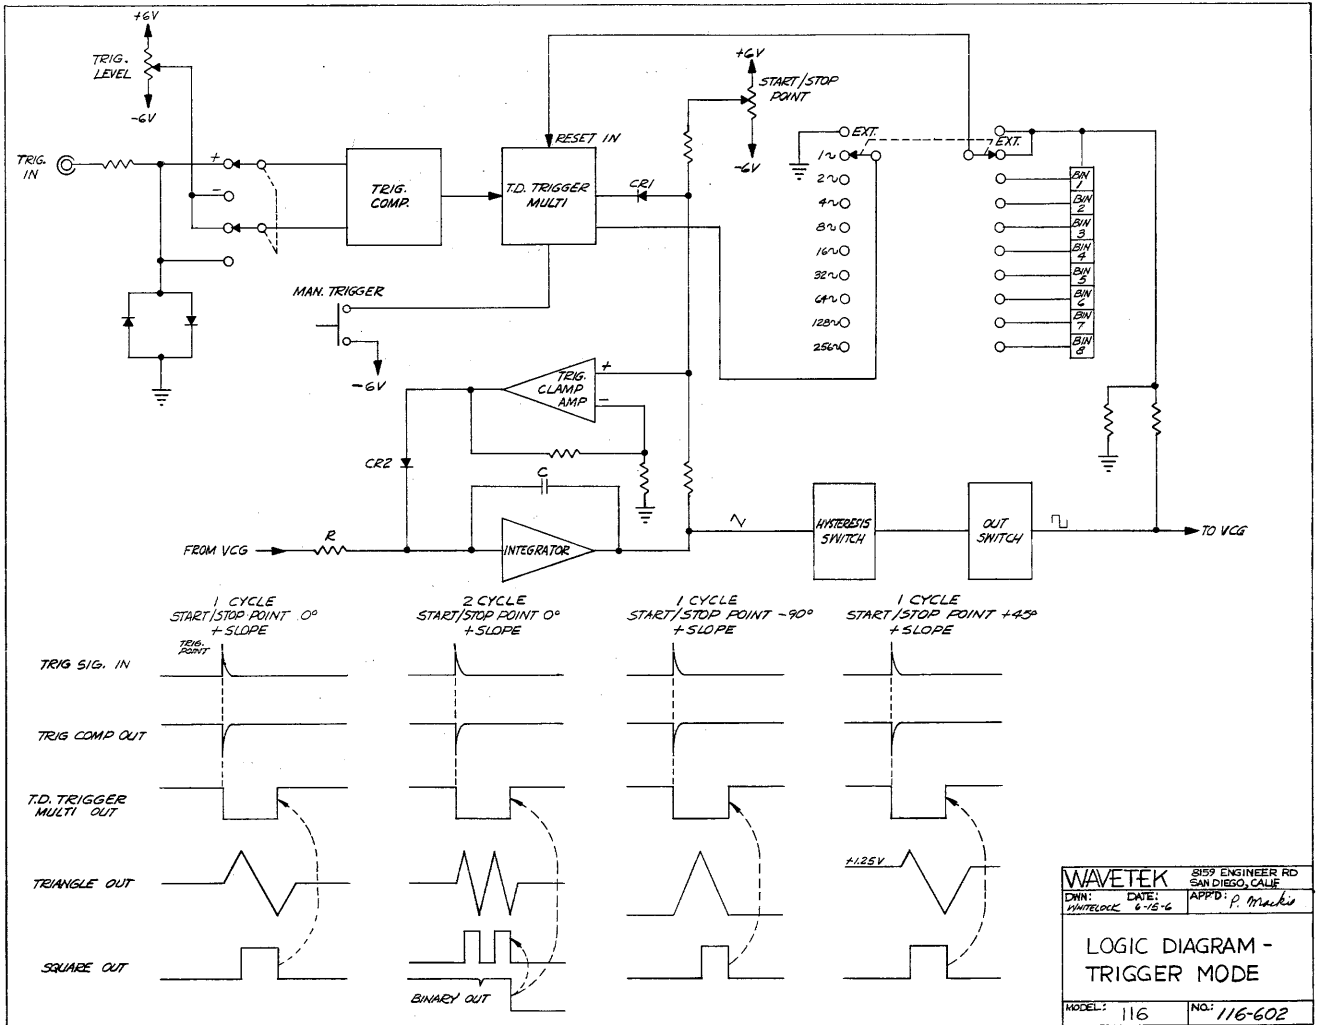 +6V
TRIG.
LEVEL
-6V
TRIG.
IN
+
-
TRIG.
COMP.
RESET IN
T.D. TRIGGER
MULTI
CR1
+6V
START/STOP
POINT
-6V
EXT.
1~
2~
4~
8~
16~
32~
64~
128~
256~
EXT.
BIN
1
BIN
2
BIN
3
BIN
4
BIN
5
BIN
6
BIN
7
BIN
8
MAN. TRIGGER
-6V
TRIG.
CLAMP
AMP
+
-
CR2
C
FROM VCG
R
INTEGRATOR
HYSTERESIS
SWITCH
OUT
SWITCH
TO VCG
1 CYCLE
START/STOP POINT 0°
+ SLOPE
2 CYCLE
START/STOP POINT 0°
+ SLOPE
1 CYCLE
START/STOP POINT -90°
+ SLOPE
1 CYCLE
START/STOP POINT +45°
+ SLOPE
TRIG.
POINT
TRIG SIG. IN
TRIG COMP OUT
T.D. TRIGGER
MULTI OUT
TRIANGLE OUT
+1.25V
SQUARE OUT
BINARY OUT
WAVETEK
8159 ENGINEER RD
SAN DIEGO, CALIF
DWN:
WHITELOCK
DATE:
6-15-6
APP'D:
P.
LOGIC DIAGRAM -
TRIGGER MODE
MODEL: 116
NO: 116-602